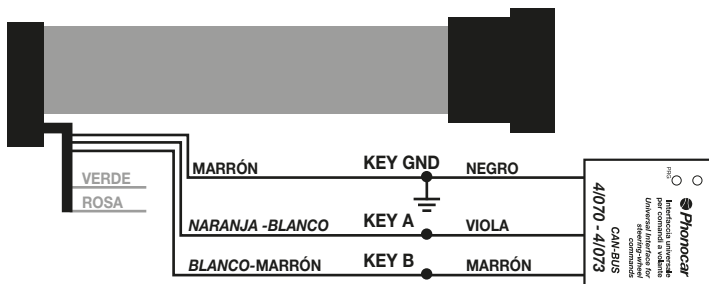 MARRÓN
KEY GND
NEGRO
VERDE
ROSA
NARANJA -BLANCO
KEY A
VIOLA
BLANCO-MARRÓN
KEY B
MARRÓN
PRG
Phonocar
Interfaccia universale
per comandi a volante
Universal Interface for
steering-wheel
commands
CAN-BUS
4/070 - 4/073